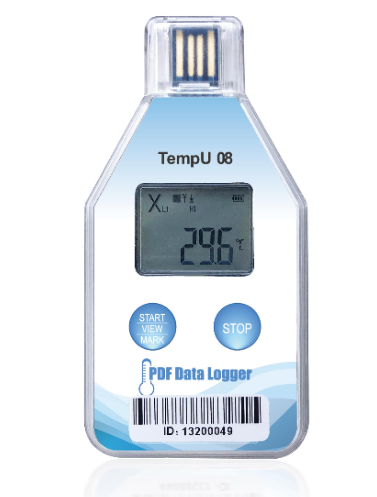 TempU 08
X L1
29.6
START
VIEW
MARK
STOP
PDF Data Logger
ID: 13200049